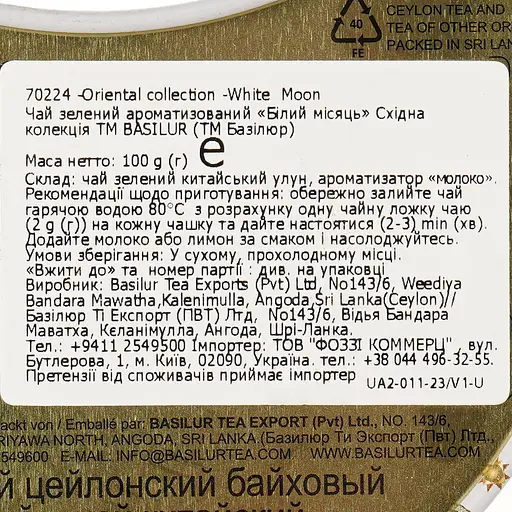 CEYLON TEA AND
TEA OF OTHER OR
PACKED IN SRI LAN
40
FE
70224 -Oriental collection -White Moon
Чай зелений ароматизований «Білий місяць» Східна
колекція ТМ BASILUR (ТМ Базілюр)
Маса нетто: 100 g (г) e
Склад: чай зелений китайський улун, ароматизатор «молоко».
Рекомендації щодо приготування: обережно залийте чай
гарячою водою 80°C з розрахунку одну чайну ложку чаю
(2 g (г)) на кожну чашку та дайте настоятися (2-3) min (хв).
Додайте молоко або лимон за смаком і насолоджуйтесь.
Умови зберігання: У сухому, прохолодному місці.
«Вжити до» та номер партії : див. на упаковці
Виробник: Basilur Tea Exports (Pvt) Ltd, No143/6, Weediya
Bandara Mawatha,Kalenimulla, Angoda,Sri Lanka(Ceylon)//
Базілюр Ті Експорт (ПВТ) Лтд, No143/6, Відья Бандара
Маватха, Кєланімулла, Ангода, Шрі-Ланка.
Тел.: +9411 2549500 Імпортер: ТОВ "ФОЗЗІ КОММЕРЦ" , вул.
Бутлерова, 1, м. Київ, 02090, Україна. тел.: +38 044 496-32-55.
Претензії від споживачів приймає імпортер
UA2-011-23/V1-U
ackt von / Emballé par: BASILUR TEA EXPORT (Pvt) Ltd., NO. 143/6,
RIYAWA NORTH, ANGODA, SRI LANKA.(Базилюр Ти Экспорт (Пвт) Лтд.,
549600 E-MAIL: INFO@BASILURTEA.COM WWW.BASILURTEA.COM
й цейлонский байховый